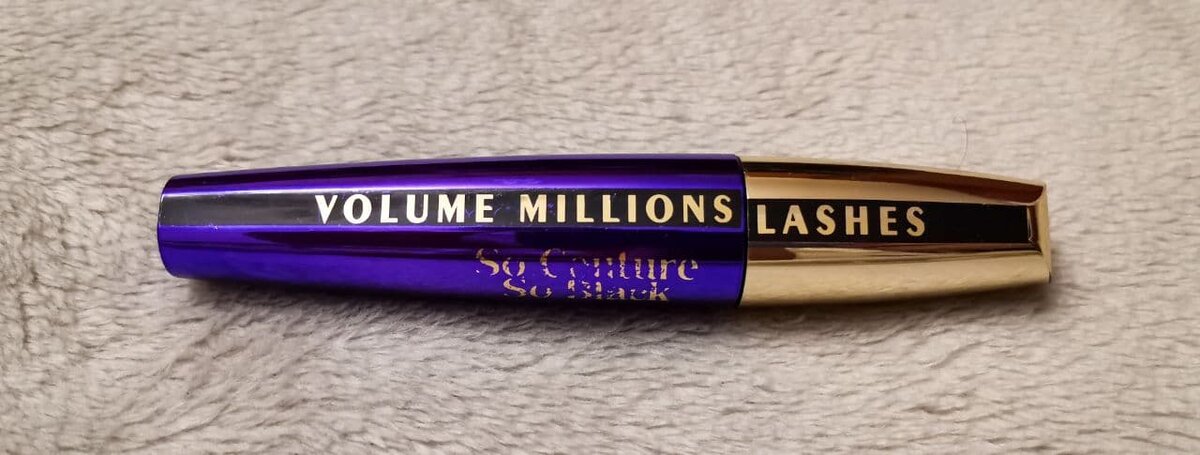 VOLUME MILLIONS LASHES
So Couture
So Black